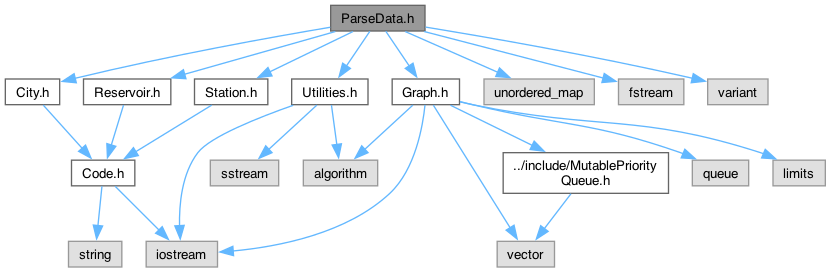 ParseData.h
City.h
Reservoir.h
Station.h
Utilities.h
Graph.h
unordered_map
fstream
variant
Code.h
sstream
algorithm
../include/MutablePriority
Queue.h
queue
limits
string
iostream
vector